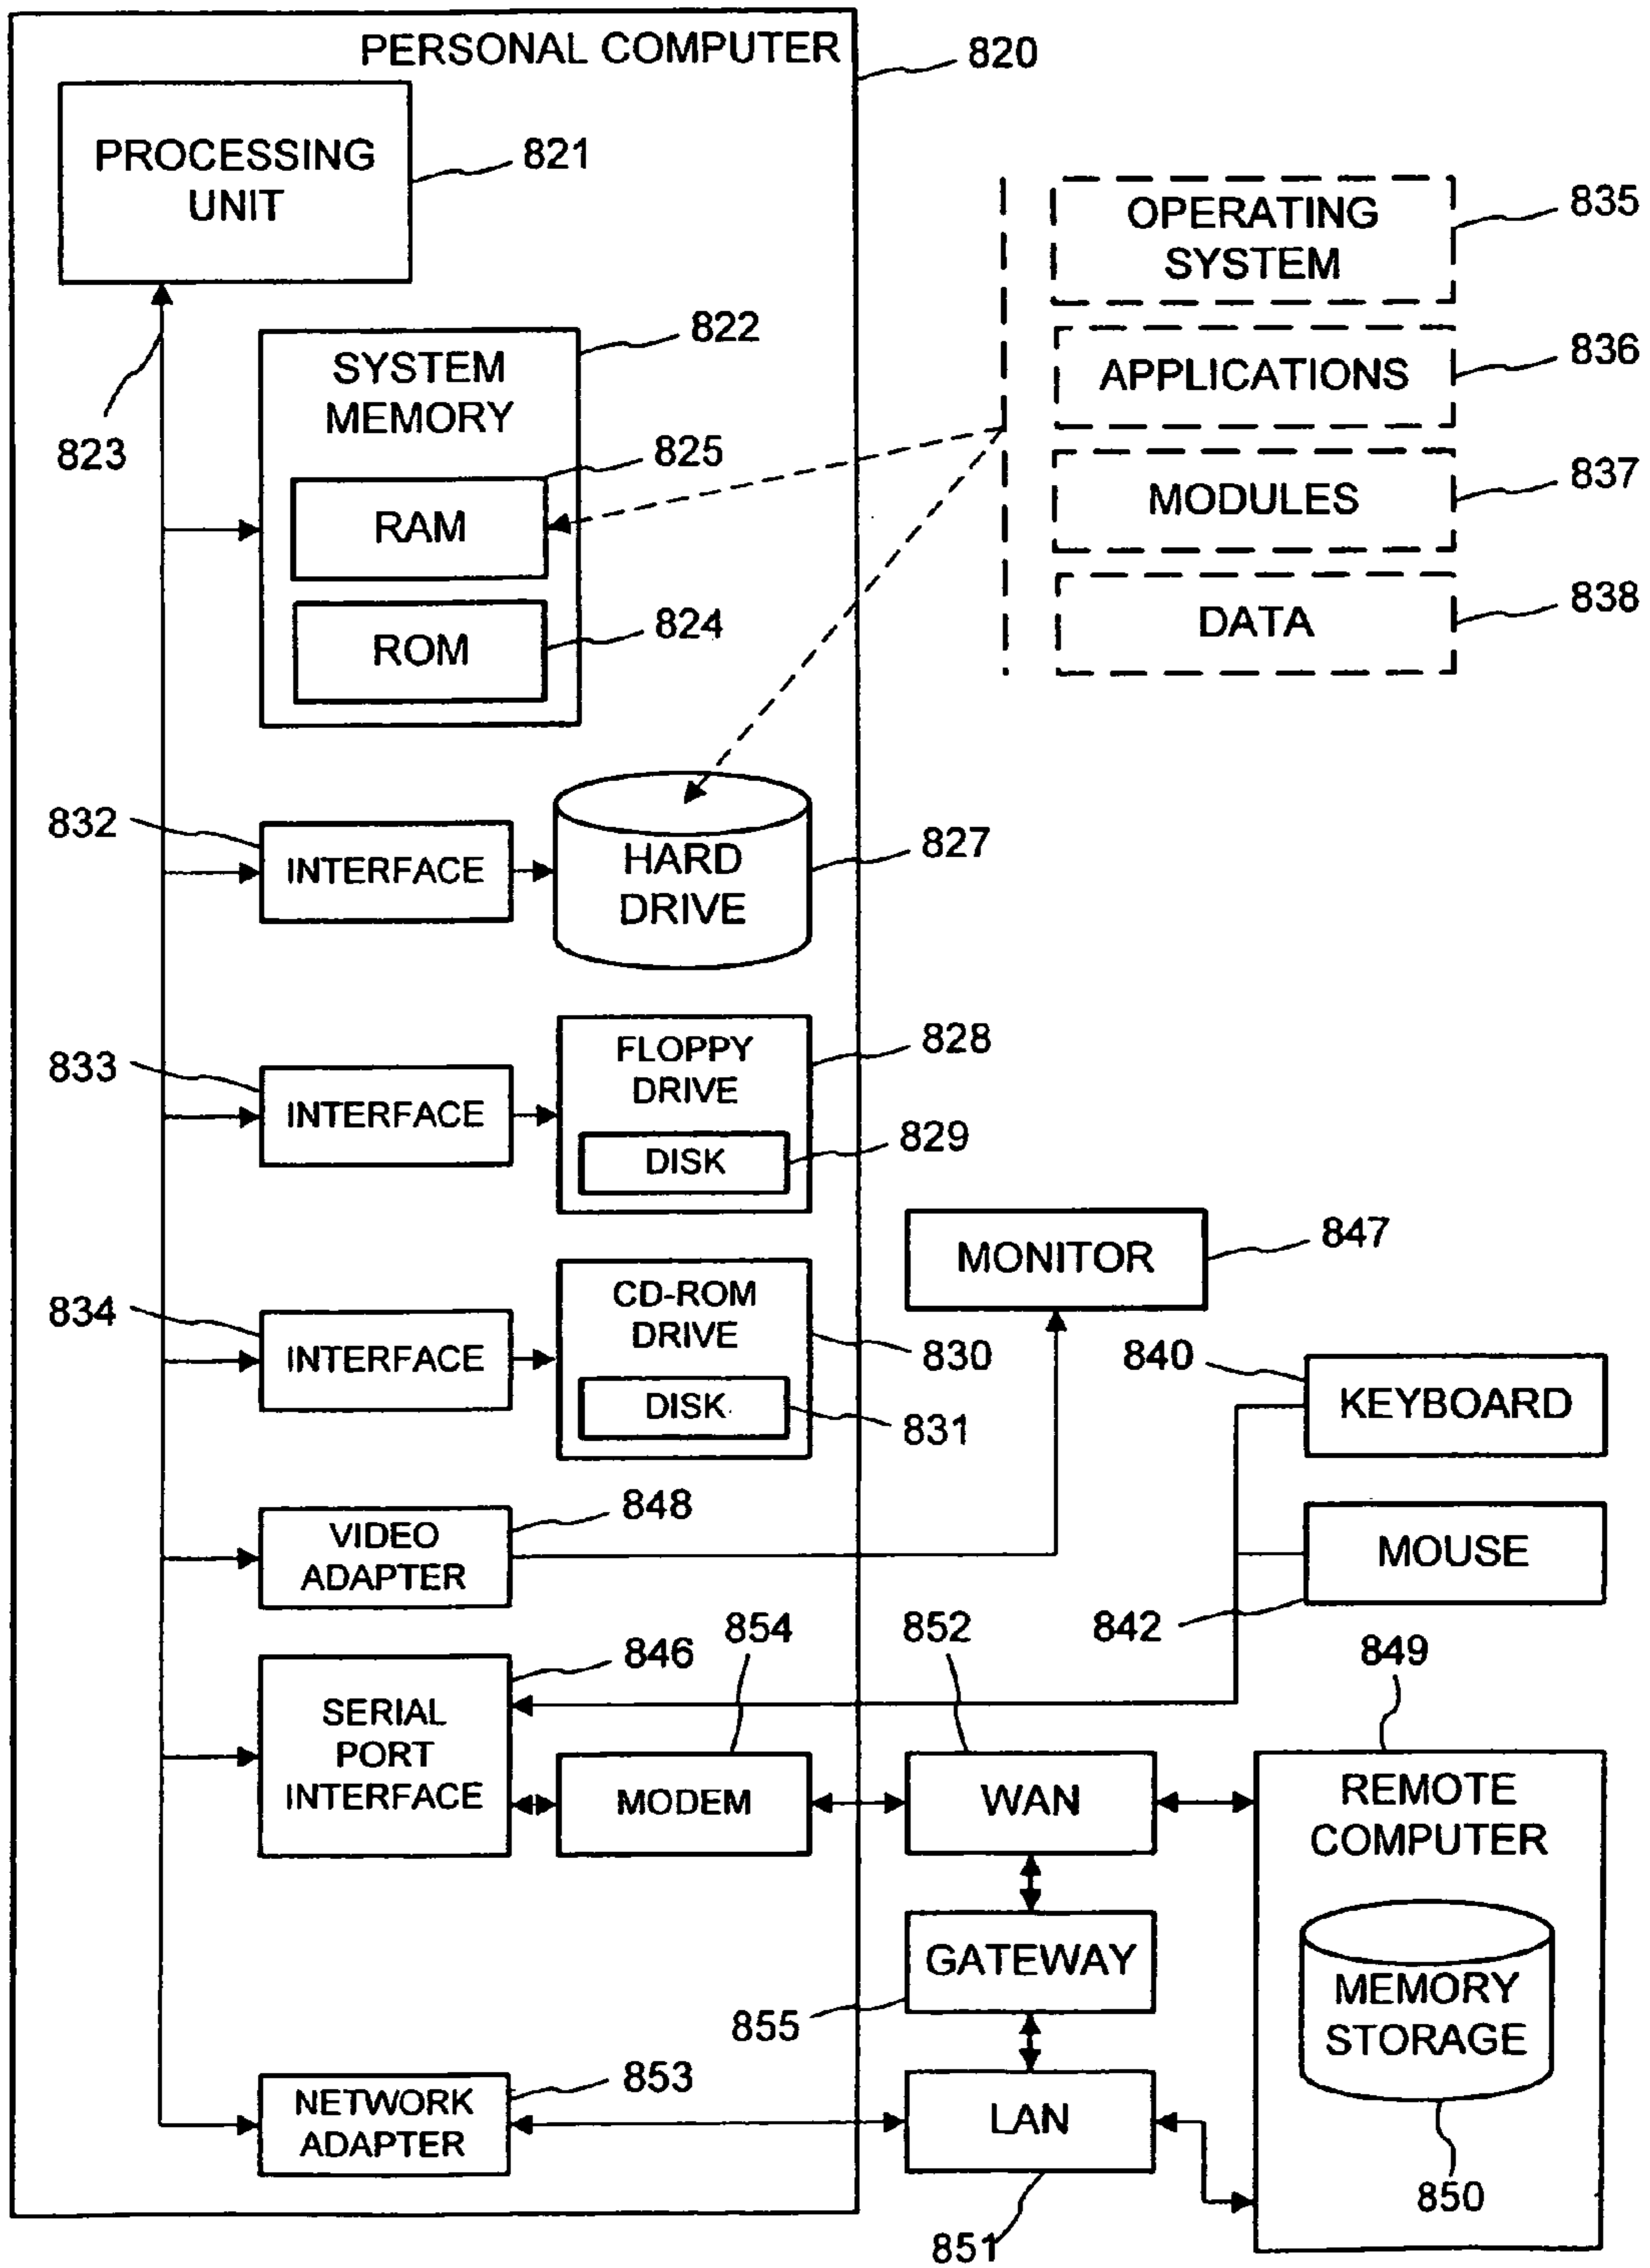 PERSONAL COMPUTER
820
PROCESSING
UNIT
821
823
SYSTEM
MEMORY
822
RAM
825
ROM
824
OPERATING
SYSTEM
835
APPLICATIONS
836
MODULES
837
DATA
838
832
INTERFACE
HARD
DRIVE
827
833
INTERFACE
FLOPPY
DRIVE
828
DISK
829
834
INTERFACE
CD-ROM
DRIVE
830
DISK
831
MONITOR
847
840
KEYBOARD
MOUSE
842
VIDEO
ADAPTER
848
SERIAL
PORT
INTERFACE
846
854
MODEM
852
WAN
849
REMOTE
COMPUTER
MEMORY
STORAGE
850
GATEWAY
855
NETWORK
ADAPTER
853
LAN
851